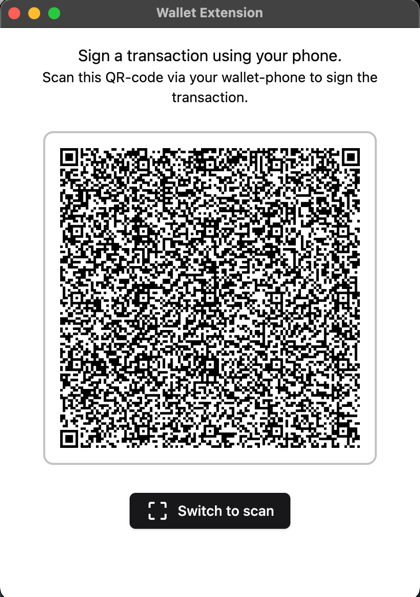 Wallet Extension
Sign a transaction using your phone.
Scan this QR-code via your wallet-phone to sign the
transaction.
Switch to scan